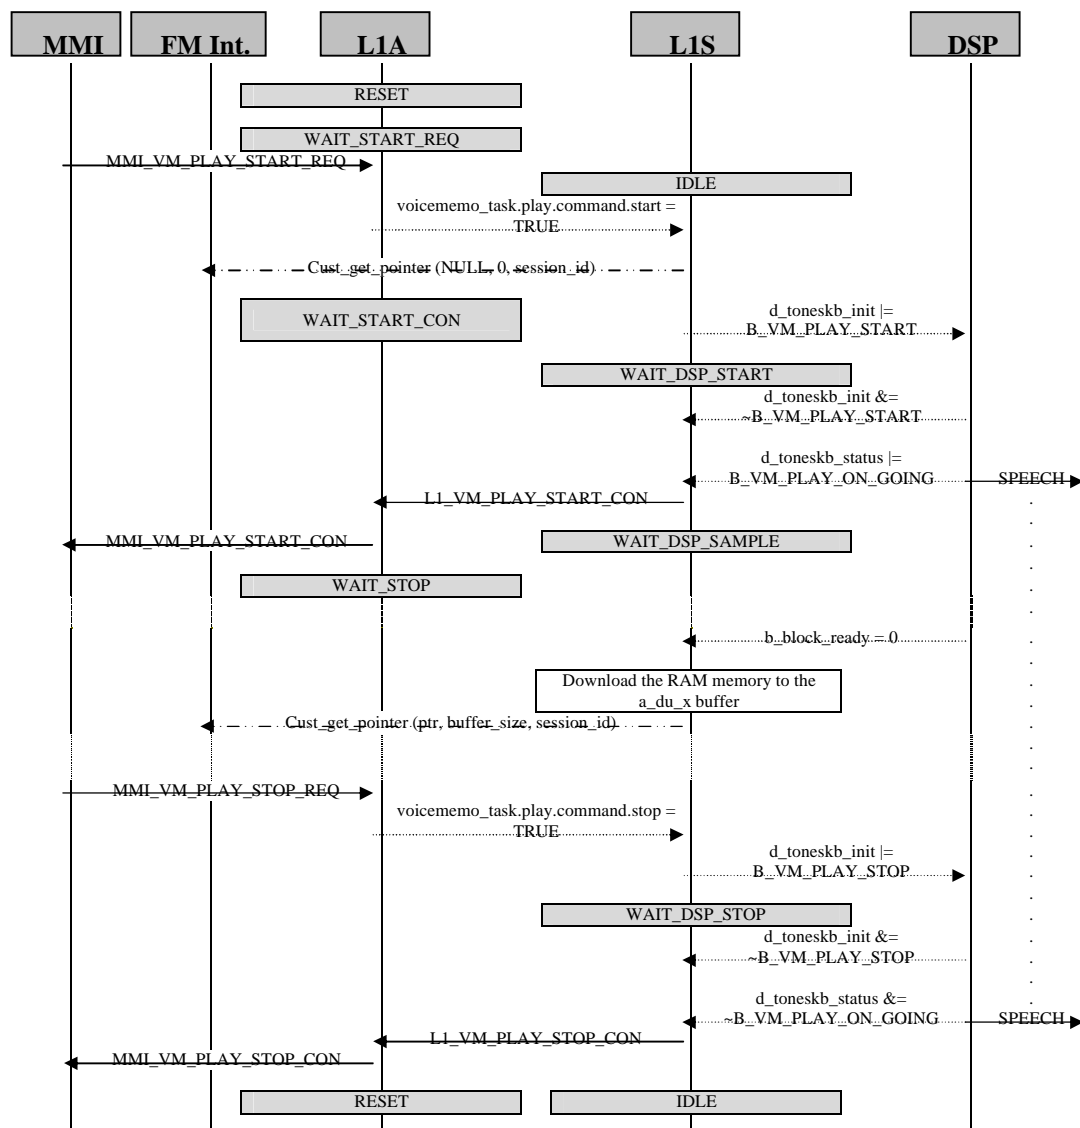 MMI FM Int. L1A L1S DSP
RESET
WAIT_START_REQ
MMI_VM_PLAY_START_REQ
IDLE
voicememo_task.play.command.start =
TRUE
Cust_get_pointer (NULL, 0, session_id)
d_toneskb_init |=
WAIT_START_CON
B_VM_PLAY_START
WAIT_DSP_START
d_toneskb_init &=
~B_VM_PLAY_START
d_toneskb_status |=
B_VM_PLAY_ON_GOING SPEECH
L1_VM_PLAY_START_CON
MMI_VM_PLAY_START_CON WAIT_DSP_SAMPLE
WAIT_STOP
b_block_ready = 0
Download the RAM memory to the
a_du_x buffer
Cust_get_pointer (ptr, buffer_size, session_id)
MMI_VM_PLAY_STOP_REQ
voicememo_task.play.command.stop =
TRUE
d_toneskb_init |=
B_VM_PLAY_STOP
WAIT_DSP_STOP
d_toneskb_init &=
~B_VM_PLAY_STOP
d_toneskb_status &=
~B_VM_PLAY_ON_GOING SPEECH
L1_VM_PLAY_STOP_CON
MMI_VM_PLAY_STOP_CON
RESET IDLE